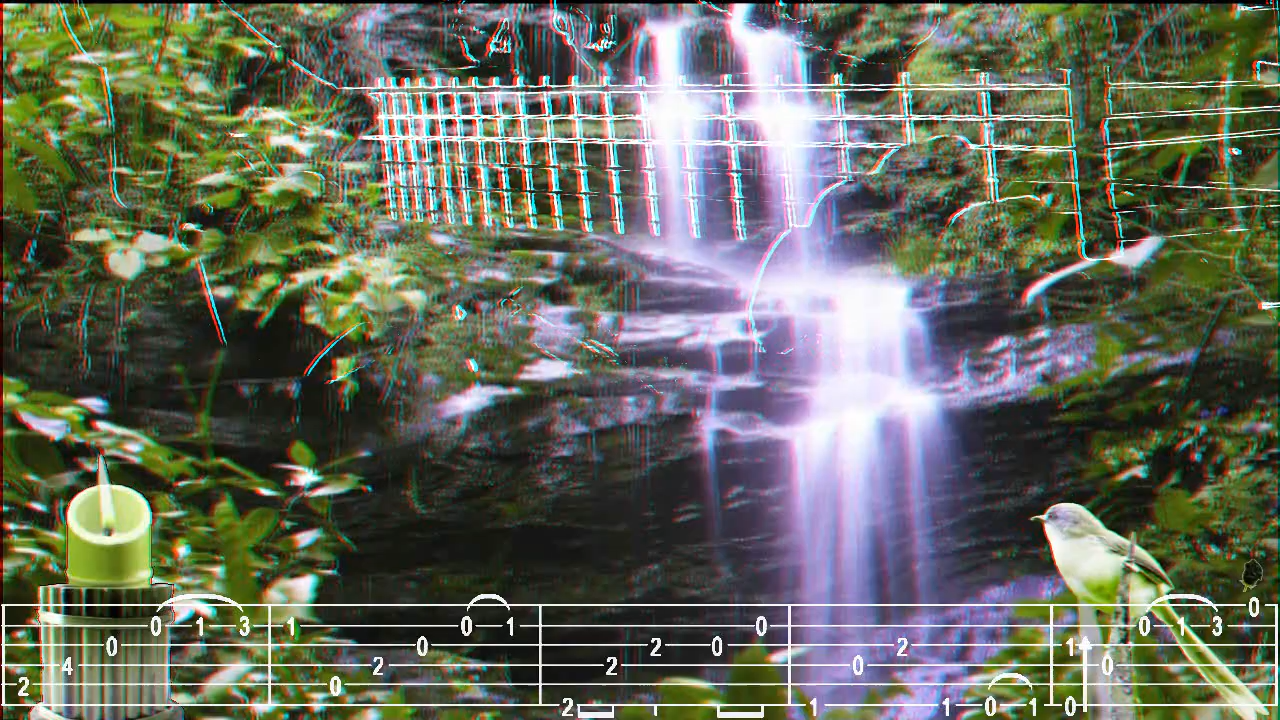 0
0 1 3 1 0 1 0 0 1 3
0 0 2 0 2 1
4 2 2 0 0
2 0
2 1 1 0 1 0